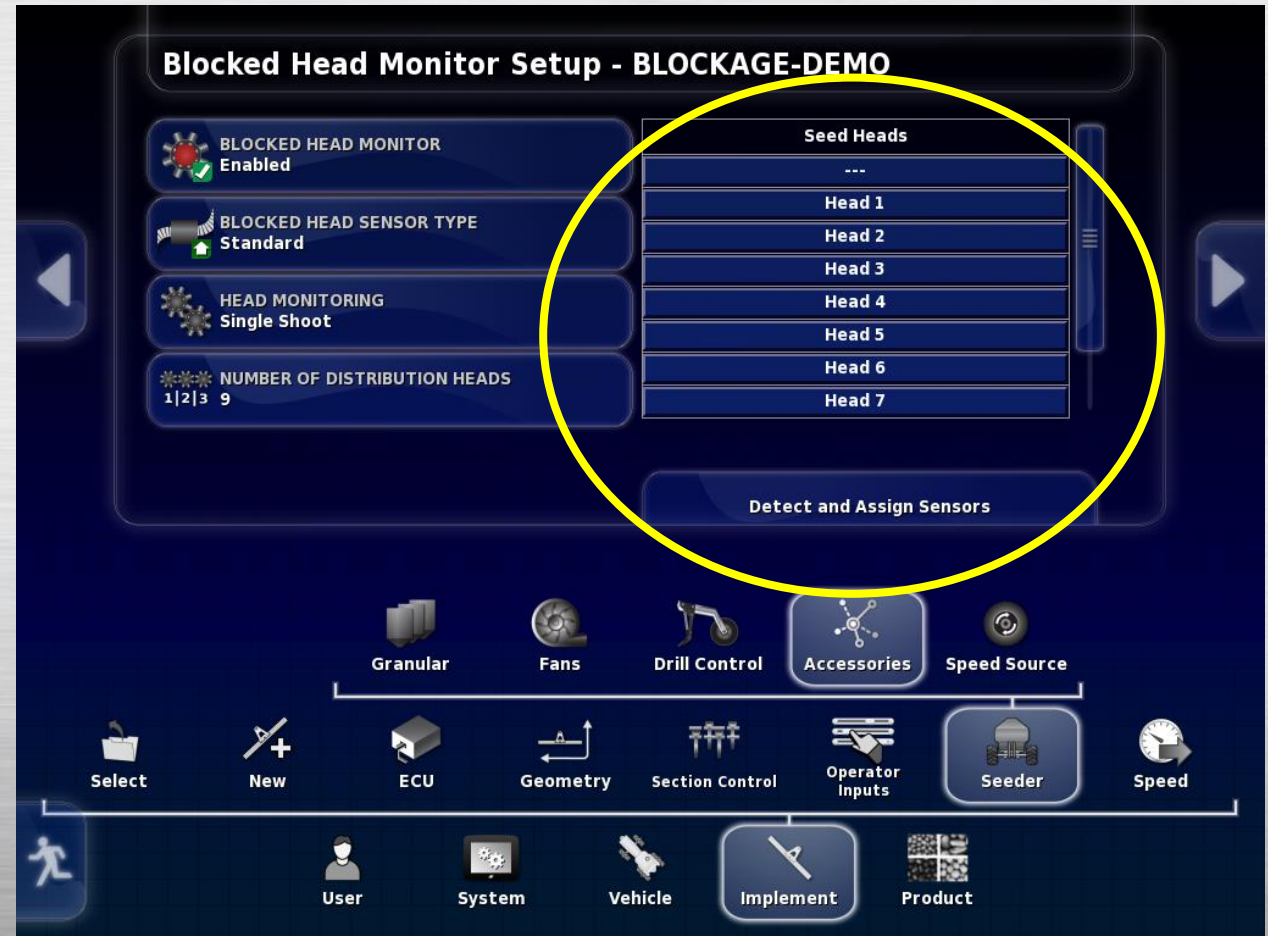 Blocked Head Monitor Setup - BLOCKAGE-DEMO
BLOCKED HEAD MONITOR
Enabled
BLOCKED HEAD SENSOR TYPE
Standard
HEAD MONITORING
Single Shoot
NUMBER OF DISTRIBUTION HEADS
1|2|3 9
Seed Heads
---
Head 1
Head 2
Head 3
Head 4
Head 5
Head 6
Head 7
Detect and Assign Sensors
Granular Fans Drill Control Accessories Speed Source
Select New ECU Geometry Section Control Operator Inputs Seeder Speed
User System Vehicle Implement Product